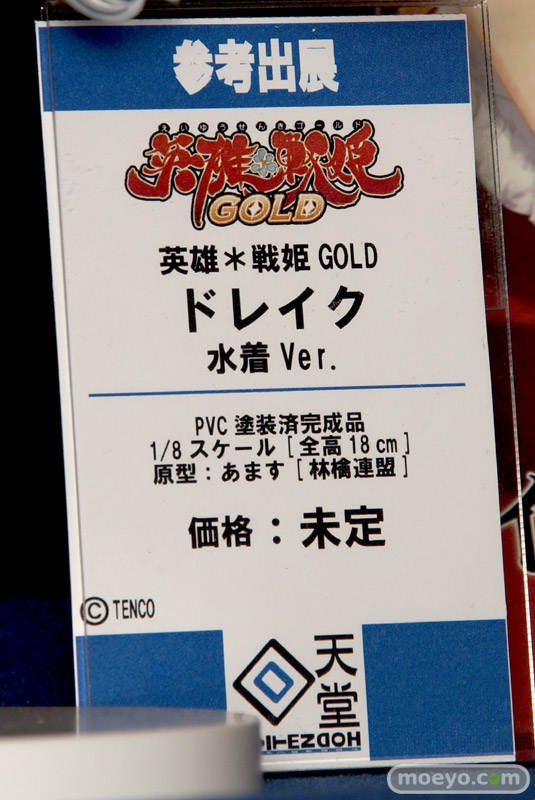 参考出展
えいゆうせんきゴールド
英雄*戦姫
GOLD
英雄＊戦姫 GOLD
ドレイク
水着 Ver.
PVC 塗装済完成品
1/8 スケール [ 全高 18 cm ]
原型：あます [ 林檎連盟 ]
価格：未定
© TENCO
天堂
moeyo.com